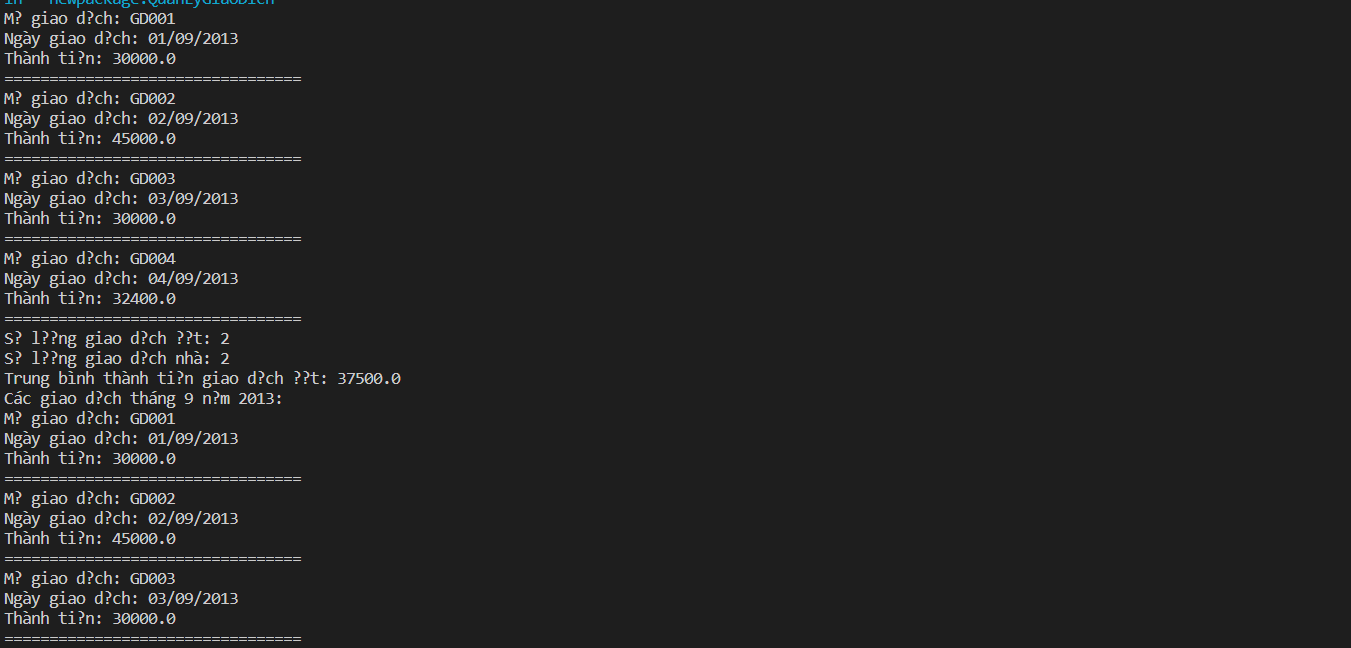 in' 'newpackage.QuanLyGiaoDich'
M? giao d?ch: GD001
Ngày giao d?ch: 01/09/2013
Thành ti?n: 30000.0
=================================
M? giao d?ch: GD002
Ngày giao d?ch: 02/09/2013
Thành ti?n: 45000.0
=================================
M? giao d?ch: GD003
Ngày giao d?ch: 03/09/2013
Thành ti?n: 30000.0
=================================
M? giao d?ch: GD004
Ngày giao d?ch: 04/09/2013
Thành ti?n: 32400.0
=================================
S? l??ng giao d?ch ??t: 2
S? l??ng giao d?ch nhà: 2
Trung bình thành ti?n giao d?ch ??t: 37500.0
Các giao d?ch tháng 9 n?m 2013:
M? giao d?ch: GD001
Ngày giao d?ch: 01/09/2013
Thành ti?n: 30000.0
=================================
M? giao d?ch: GD002
Ngày giao d?ch: 02/09/2013
Thành ti?n: 45000.0
=================================
M? giao d?ch: GD003
Ngày giao d?ch: 03/09/2013
Thành ti?n: 30000.0
=================================